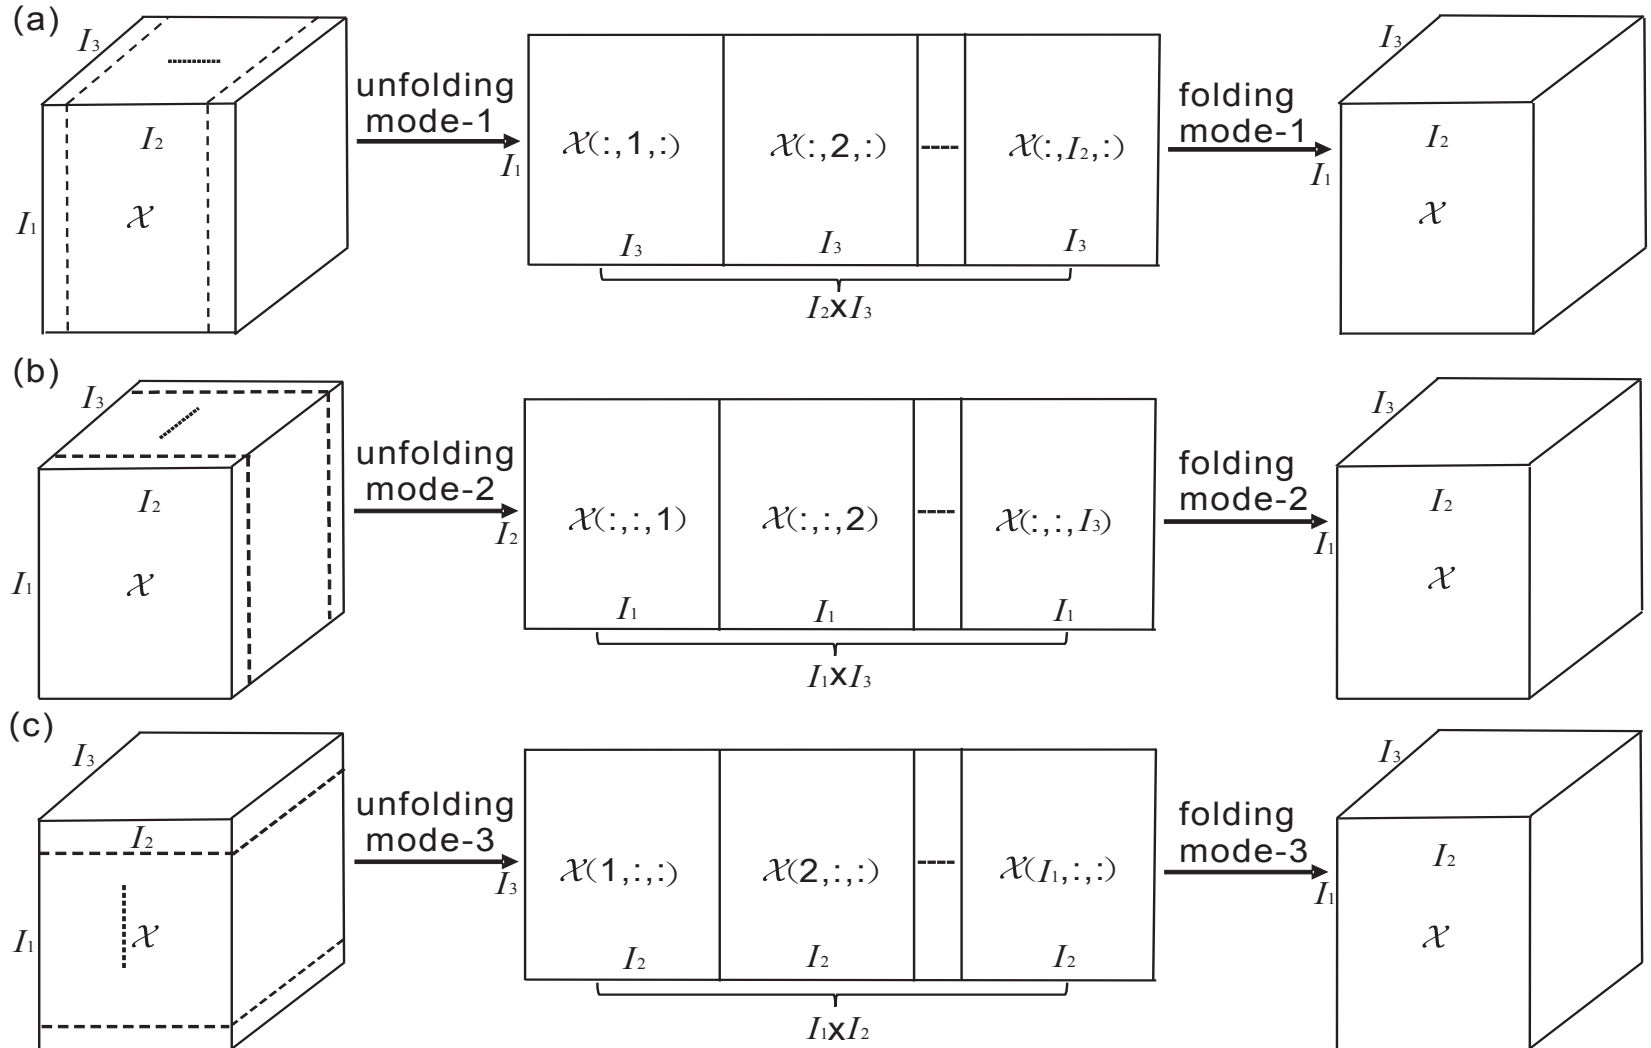 (a)
I3
I2
I1
X
unfolding
mode-1
I1
X(:,1,:)
X(:,2,:)
X(:,I2,:)
I3
I3
I3
I2xI3
folding
mode-1
I3
I2
I1
X
(b)
I3
I2
I1
X
unfolding
mode-2
I2
X(:,:,1)
X(:,:,2)
X(:,:,I3)
I1
I1
I1
I1xI3
folding
mode-2
I3
I2
I1
X
(c)
I3
I2
I1
X
unfolding
mode-3
I3
X(1,:,:)
X(2,:,:)
X(I1,:,:)
I2
I2
I2
I1xI2
folding
mode-3
I3
I2
I1
X